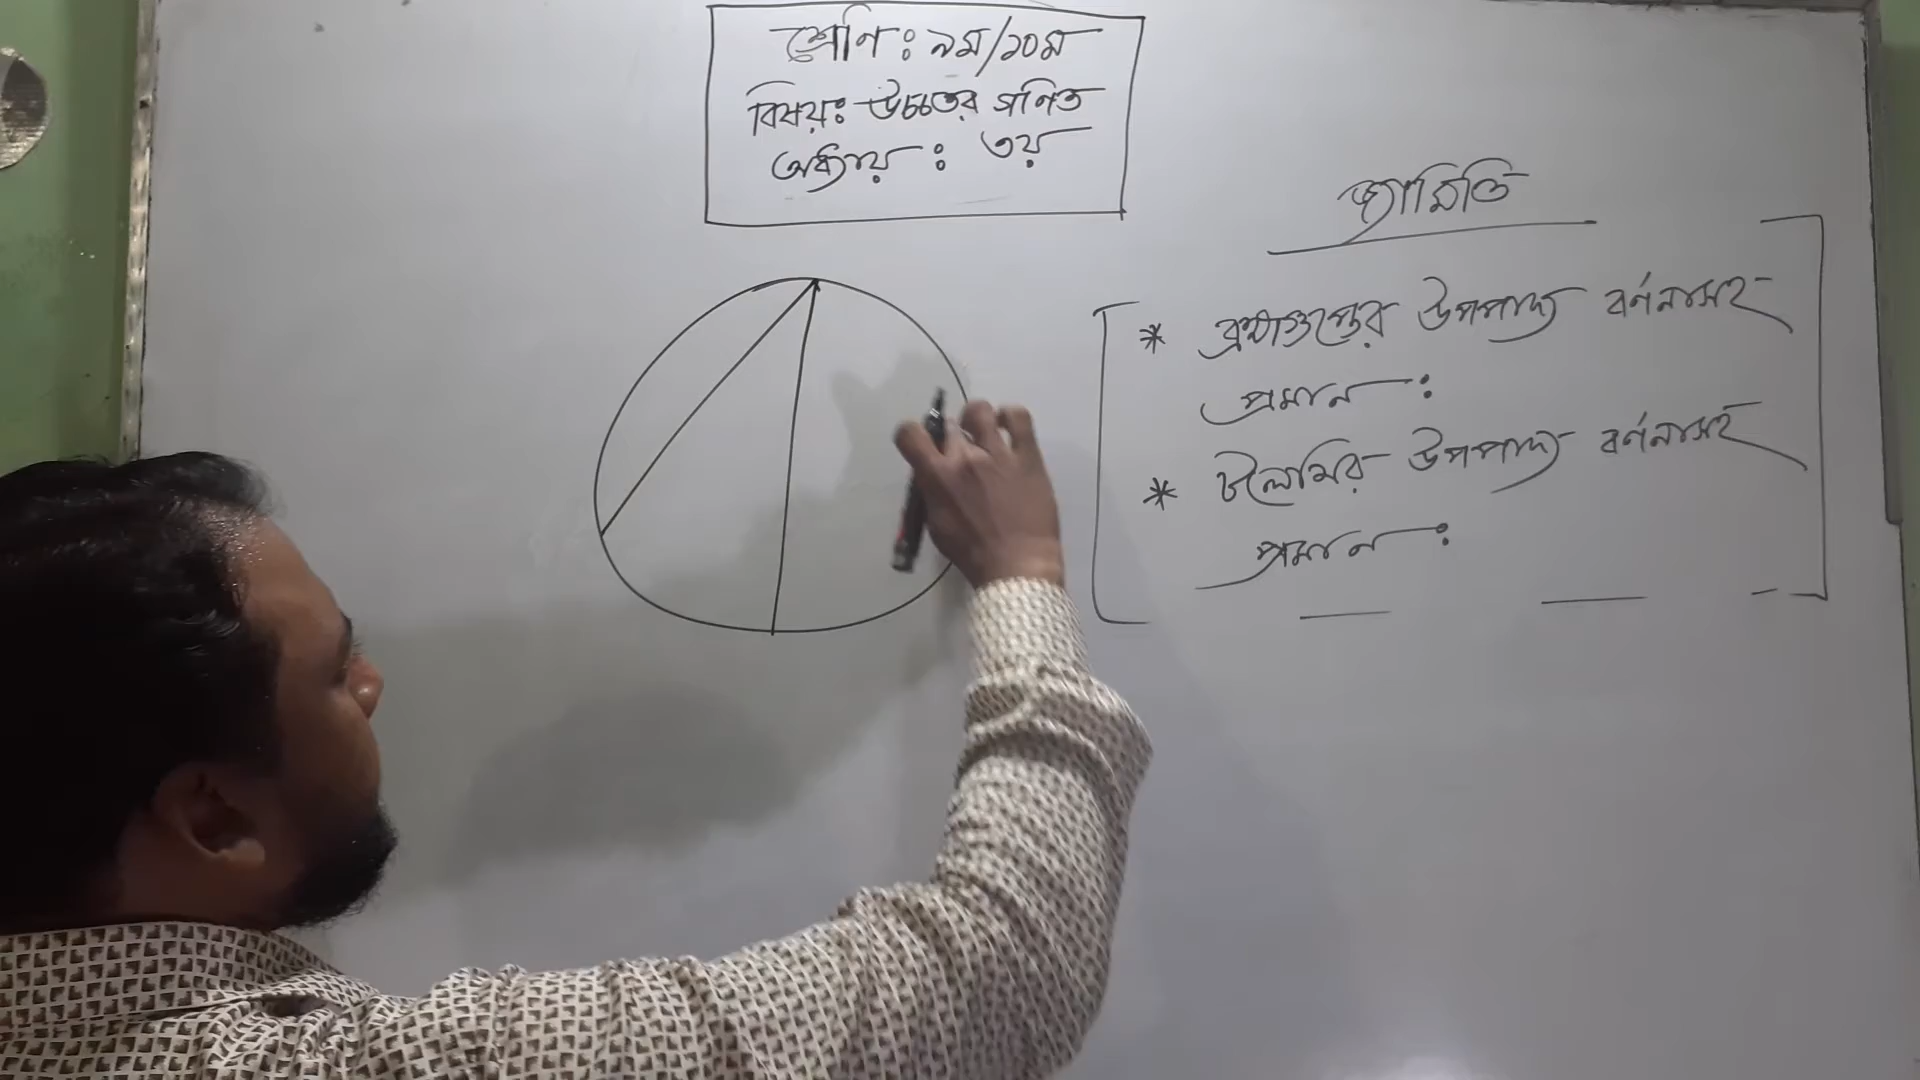 শ্রেণি : ৯ম/১০ম
বিষয়ঃ উচ্চতর গনিত
অধ্যায় : ৩য়
জ্যামিতি
* ব্রহ্মগুপ্তের উপপাদ্য বর্ণনাসহ
প্রমান :
* টলেমির উপপাদ্য বর্ণনাসহ
প্রমান :